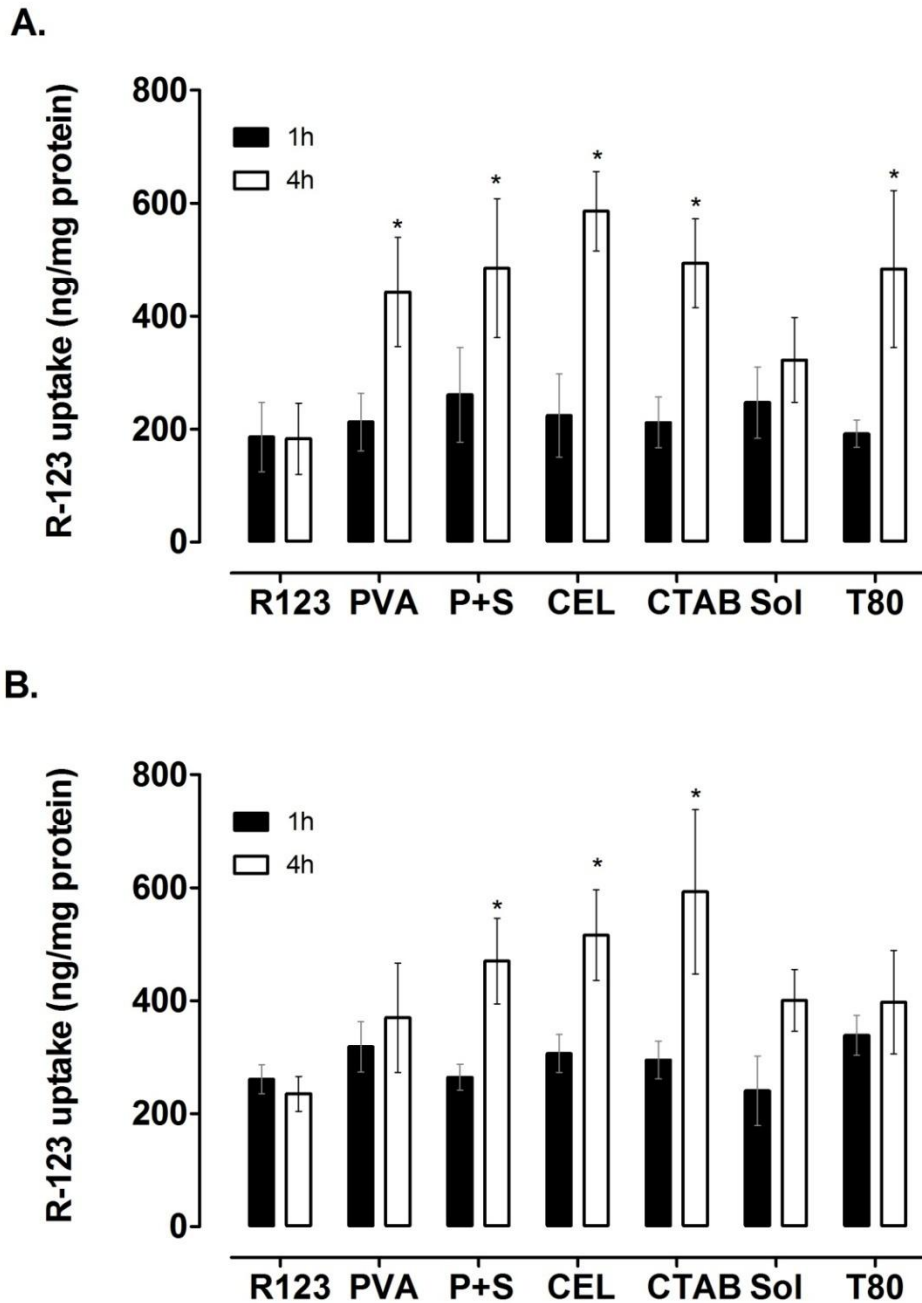 A.
R-123 uptake (ng/mg protein)
800
600
400
200
0
1h
4h
*
*
*
*
*
R123 PVA P+S CEL CTAB Sol T80
B.
R-123 uptake (ng/mg protein)
800
600
400
200
0
1h
4h
*
*
*
R123 PVA P+S CEL CTAB Sol T80